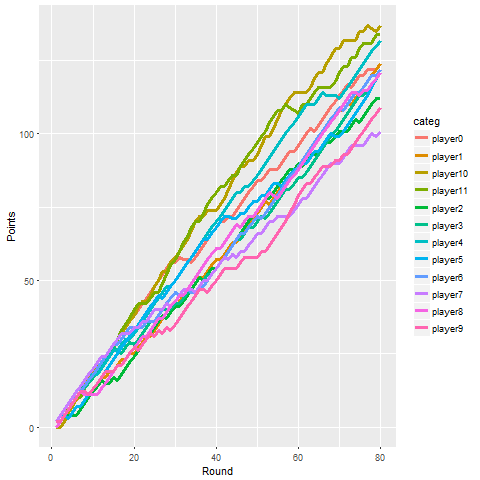 100
50
0
Points
0
20
40
60
80
Round
categ
player0
player1
player10
player11
player2
player3
player4
player5
player6
player7
player8
player9